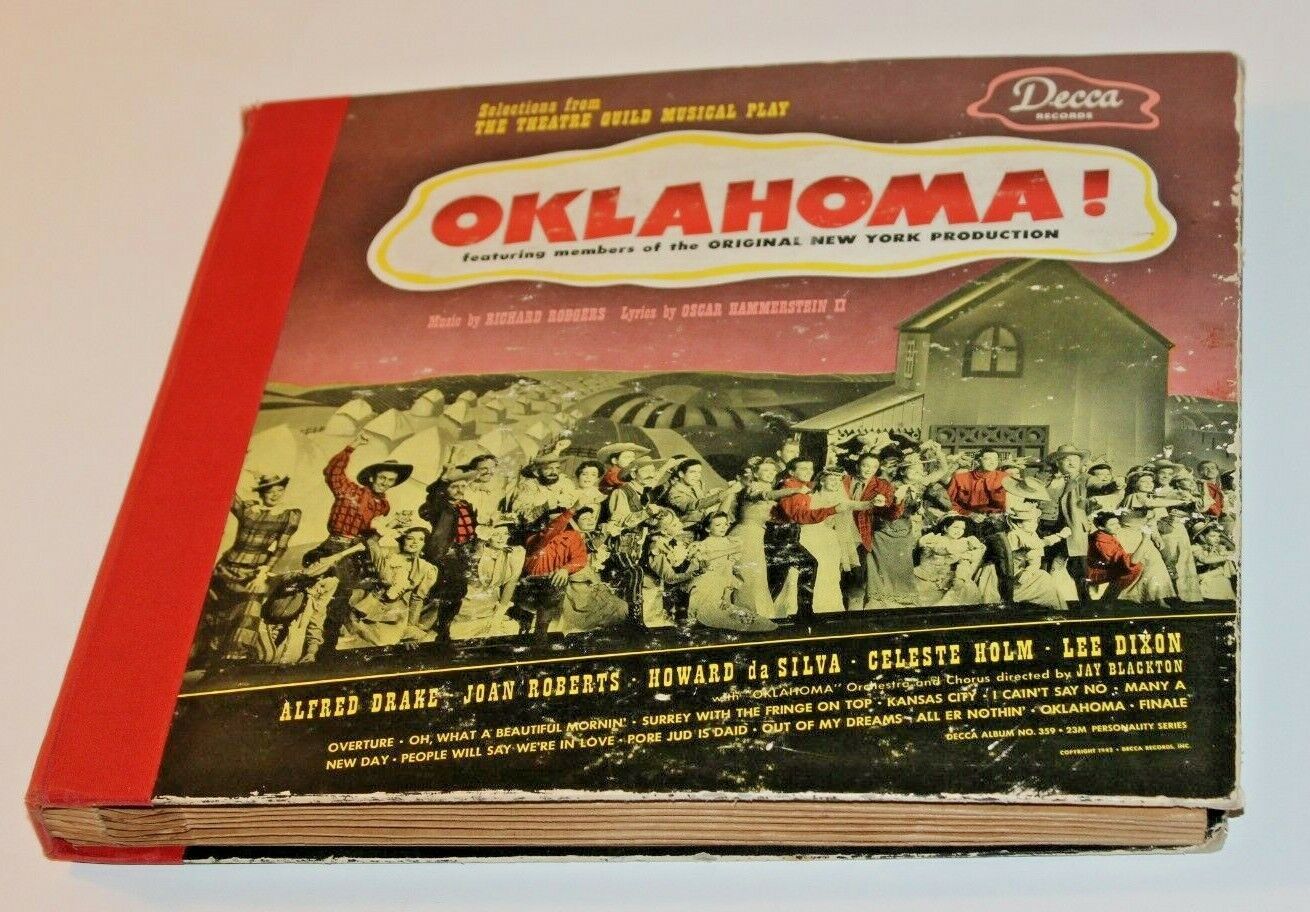 Selections from
THE THEATRE GUILD MUSICAL PLAY
Decca
RECORDS
OKLAHOMA!
featuring members of the ORIGINAL NEW YORK PRODUCTION
Music by RICHARD RODGERS Lyrics by OSCAR HAMMERSTEIN II
ALFRED DRAKE · JOAN ROBERTS · HOWARD da SILVA · CELESTE HOLM · LEE DIXON
with "OKLAHOMA" Orchestra and Chorus directed by JAY BLACKTON
OVERTURE · OH, WHAT A BEAUTIFUL MORNIN' · SURREY WITH THE FRINGE ON TOP · KANSAS CITY · I CAIN'T SAY NO · MANY A
NEW DAY · PEOPLE WILL SAY WE'RE IN LOVE · PORE JUD IS DAID · OUT OF MY DREAMS · ALL ER NOTHIN' · OKLAHOMA · FINALE
DECCA ALBUM NO. 359 · 23M PERSONALITY SERIES
COPYRIGHT 1943 · DECCA RECORDS, INC.